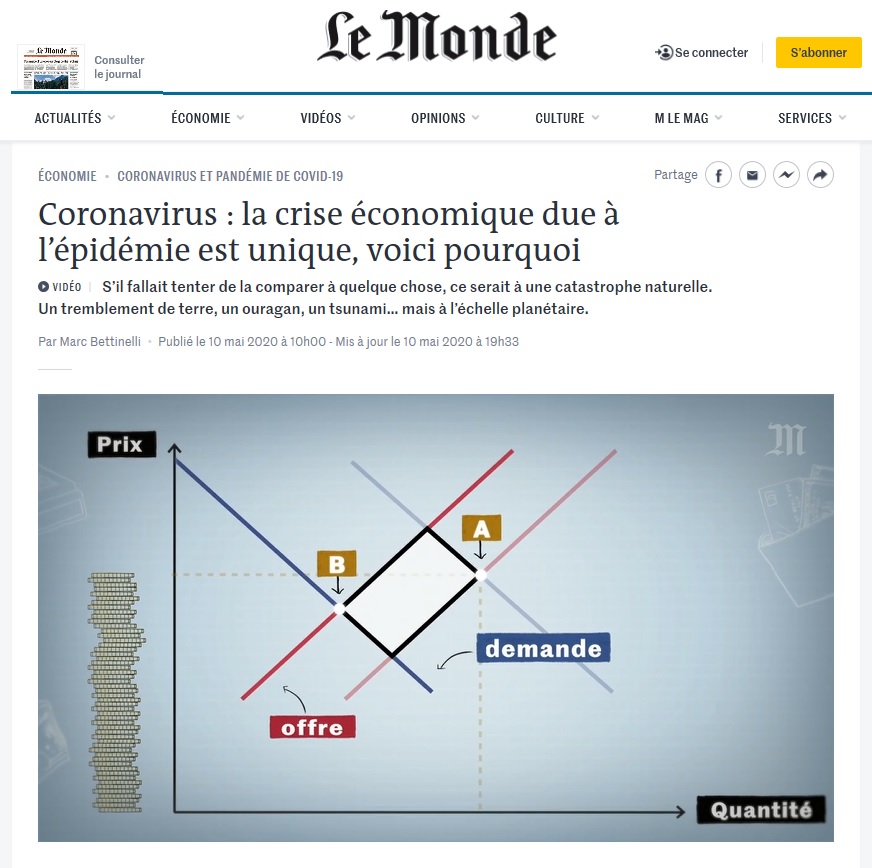 Le Monde
Le Monde
Consulter
le journal
Se connecter
S'abonner
ACTUALITÉS
ÉCONOMIE
VIDÉOS
OPINIONS
CULTURE
M LE MAG
SERVICES
ÉCONOMIE • CORONAVIRUS ET PANDÉMIE DE COVID-19
Partage
Coronavirus : la crise économique due à
l'épidémie est unique, voici pourquoi
VIDÉO | S'il fallait tenter de la comparer à quelque chose, ce serait à une catastrophe naturelle.
Un tremblement de terre, un ouragan, un tsunami… mais à l'échelle planétaire.
Par Marc Bettinelli • Publié le 10 mai 2020 à 10h00 - Mis à jour le 10 mai 2020 à 19h33
Prix
M
A
B
demande
offre
Quantité